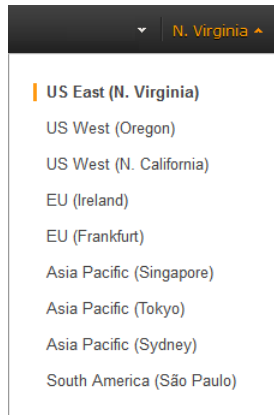 N. Virginia
US East (N. Virginia)
US West (Oregon)
US West (N. California)
EU (Ireland)
EU (Frankfurt)
Asia Pacific (Singapore)
Asia Pacific (Tokyo)
Asia Pacific (Sydney)
South America (São Paulo)